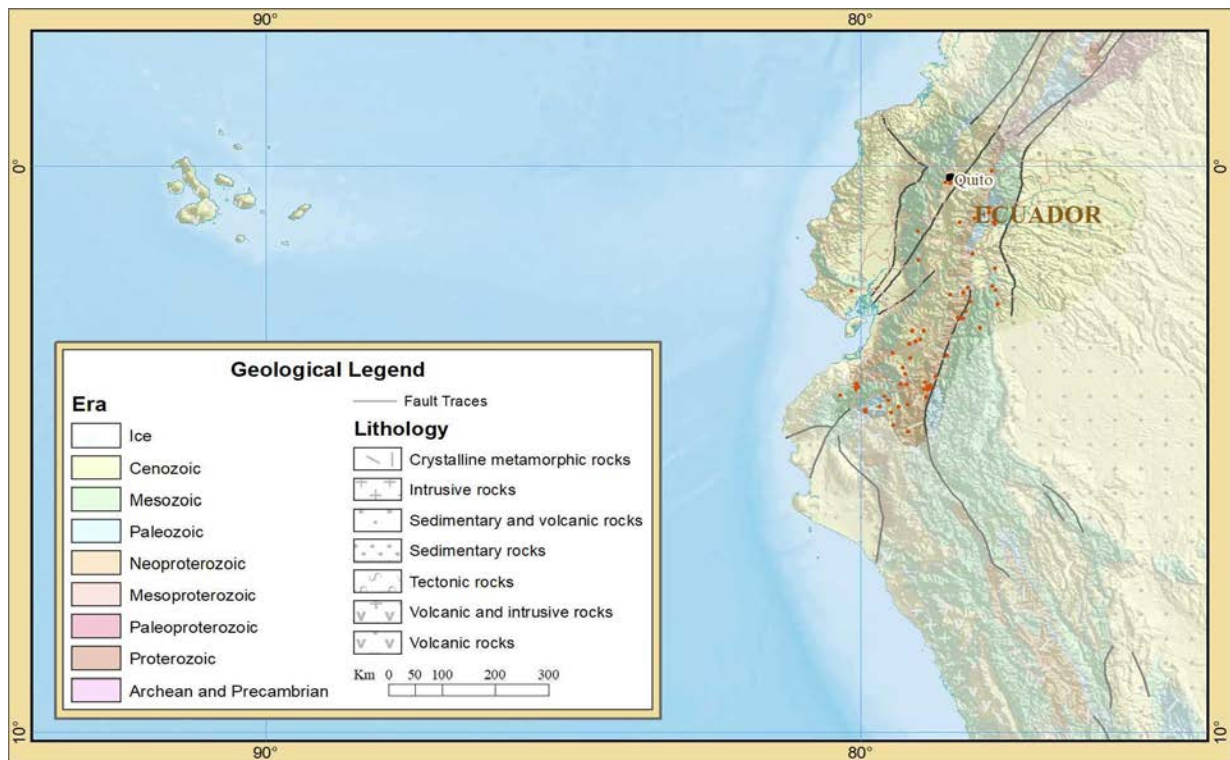 90°
80°
0°
0°
Quito
ECUADOR
Geological Legend
Era
Ice
Cenozoic
Mesozoic
Paleozoic
Neoproterozoic
Mesoproterozoic
Paleoproterozoic
Proterozoic
Archean and Precambrian
Fault Traces
Lithology
Crystalline metamorphic rocks
Intrusive rocks
Sedimentary and volcanic rocks
Sedimentary rocks
Tectonic rocks
Volcanic and intrusive rocks
Volcanic rocks
Km 0 50 100 200 300
10°
10°
90°
80°